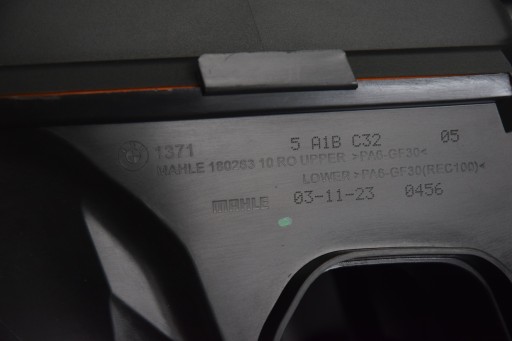 1371 5 A1B C32 05
MAHLE 160263 10 RO UPPER >PA6-GF30<
LOWER >PA6-GF30(REC100)<
MAHLE 03-11-23 0456